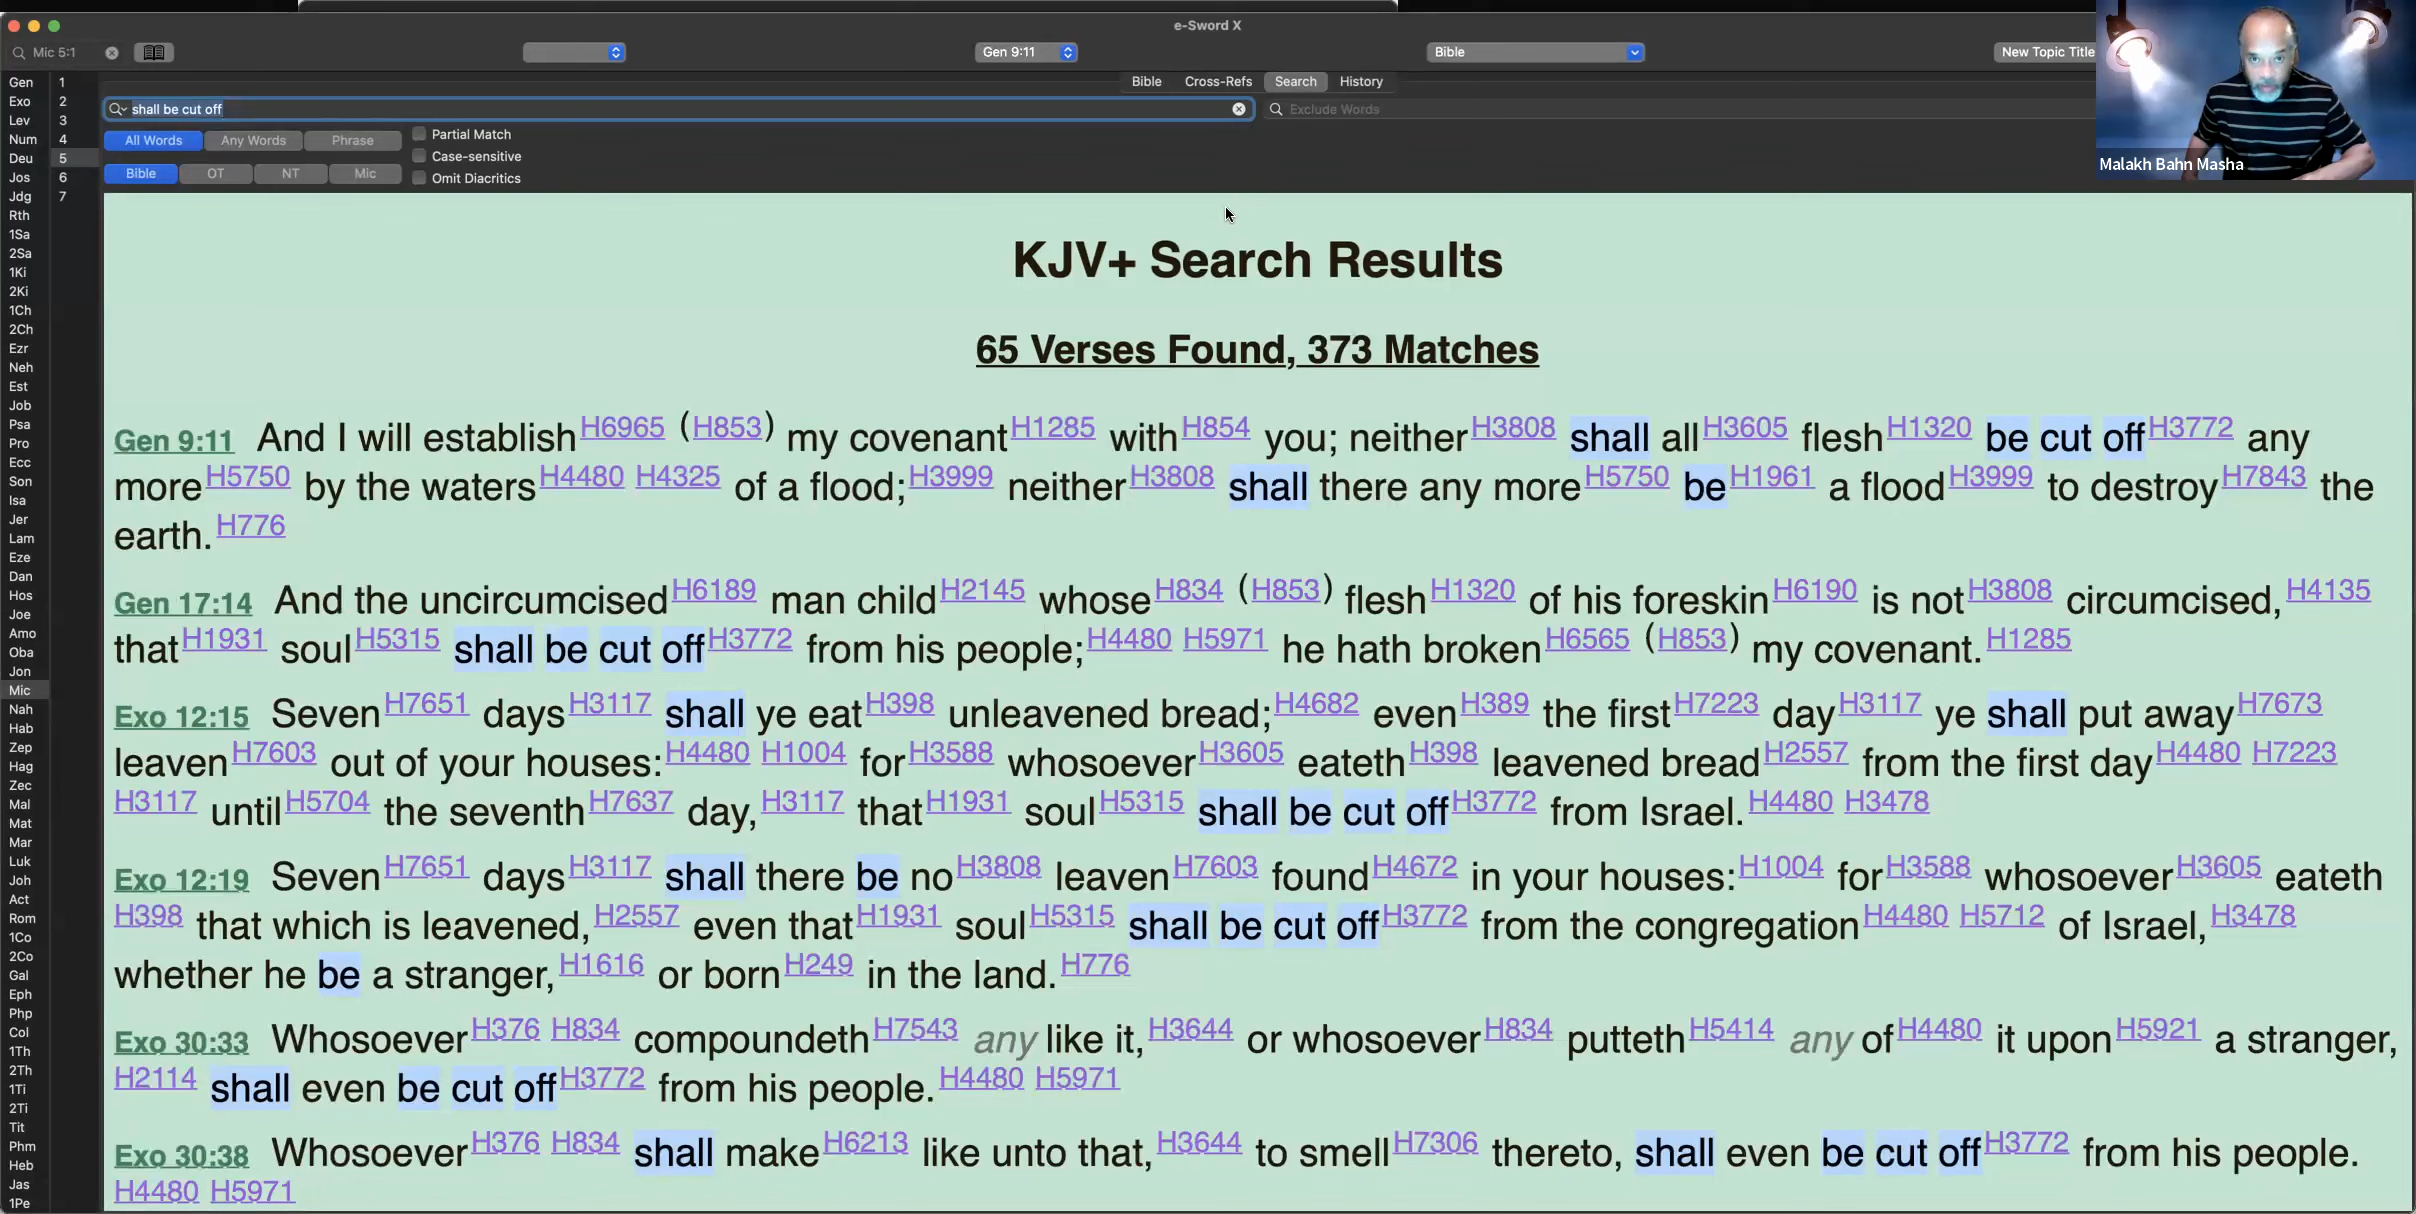 e-Sword X
Mic 5:1
Gen 9:11
Bible
New Topic Title
Bible Cross-Refs Search History
shall be cut off
Exclude Words
All Words Any Words Phrase
Partial Match
Case-sensitive
Bible OT NT Mic
Omit Diacritics
Malakh Bahn Masha
Gen 1
Exo 2
Lev 3
Num 4
Deu 5
Jos 6
Jdg 7
Rth
1Sa
2Sa
1Ki
2Ki
1Ch
2Ch
Ezr
Neh
Est
Job
Psa
Pro
Ecc
Son
Isa
Jer
Lam
Eze
Dan
Hos
Joe
Amo
Oba
Jon
Mic
Nah
Hab
Zep
Hag
Zec
Mal
Mat
Mar
Luk
Joh
Act
Rom
1Co
2Co
Gal
Eph
Php
Col
1Th
2Th
1Ti
2Ti
Tit
Phm
Heb
Jas
1Pe
KJV+ Search Results
65 Verses Found, 373 Matches
Gen 9:11 And I will establish H6965 (H853) my covenant H1285 with H854 you; neither H3808 shall all H3605 flesh H1320 be cut off H3772 any
more H5750 by the waters H4480 H4325 of a flood; H3999 neither H3808 shall there any more H5750 be H1961 a flood H3999 to destroy H7843 the
earth. H776
Gen 17:14 And the uncircumcised H6189 man child H2145 whose H834 (H853) flesh H1320 of his foreskin H6190 is not H3808 circumcised, H4135
that H1931 soul H5315 shall be cut off H3772 from his people; H4480 H5971 he hath broken H6565 (H853) my covenant. H1285
Exo 12:15 Seven H7651 days H3117 shall ye eat H398 unleavened bread; H4682 even H389 the first H7223 day H3117 ye shall put away H7673
leaven H7603 out of your houses: H4480 H1004 for H3588 whosoever H3605 eateth H398 leavened bread H2557 from the first day H4480 H7223
H3117 until H5704 the seventh H7637 day, H3117 that H1931 soul H5315 shall be cut off H3772 from Israel. H4480 H3478
Exo 12:19 Seven H7651 days H3117 shall there be no H3808 leaven H7603 found H4672 in your houses: H1004 for H3588 whosoever H3605 eateth
H398 that which is leavened, H2557 even that H1931 soul H5315 shall be cut off H3772 from the congregation H4480 H5712 of Israel, H3478
whether he be a stranger, H1616 or born H249 in the land. H776
Exo 30:33 Whosoever H376 H834 compoundeth H7543 any like it, H3644 or whosoever H834 putteth H5414 any of H4480 it upon H5921 a stranger,
H2114 shall even be cut off H3772 from his people. H4480 H5971
Exo 30:38 Whosoever H376 H834 shall make H6213 like unto that, H3644 to smell H7306 thereto, shall even be cut off H3772 from his people.
H4480 H5971